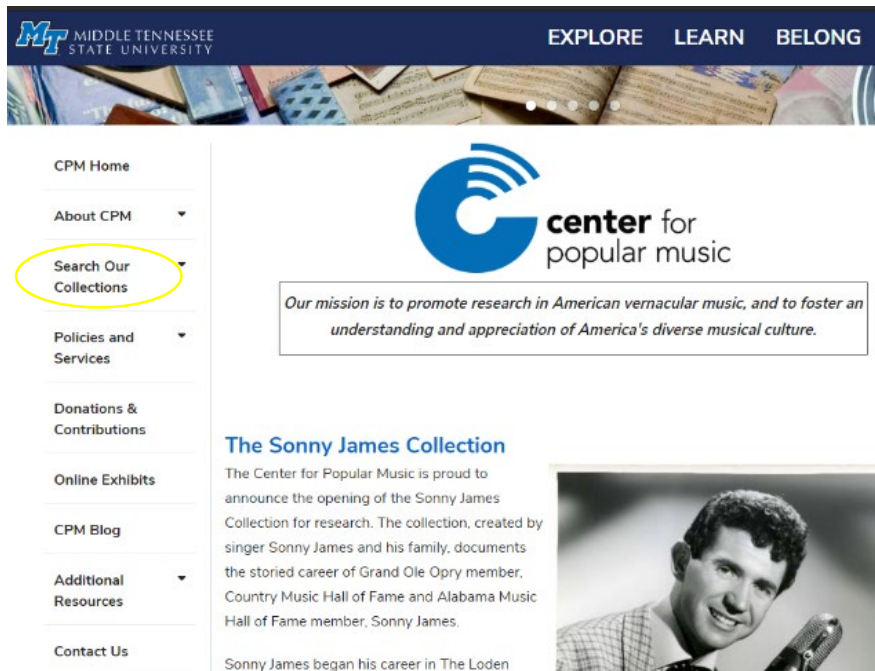 MT MIDDLE TENNESSEE
STATE UNIVERSITY
EXPLORE LEARN BELONG
CPM Home
About CPM
Search Our
Collections
Policies and
Services
Donations &
Contributions
Online Exhibits
CPM Blog
Additional
Resources
Contact Us
center for
popular music
Our mission is to promote research in American vernacular music, and to foster an
understanding and appreciation of America's diverse musical culture.
The Sonny James Collection
The Center for Popular Music is proud to
announce the opening of the Sonny James
Collection for research. The collection, created by
singer Sonny James and his family, documents
the storied career of Grand Ole Opry member,
Country Music Hall of Fame and Alabama Music
Hall of Fame member, Sonny James.
Sonny James began his career in The Loden